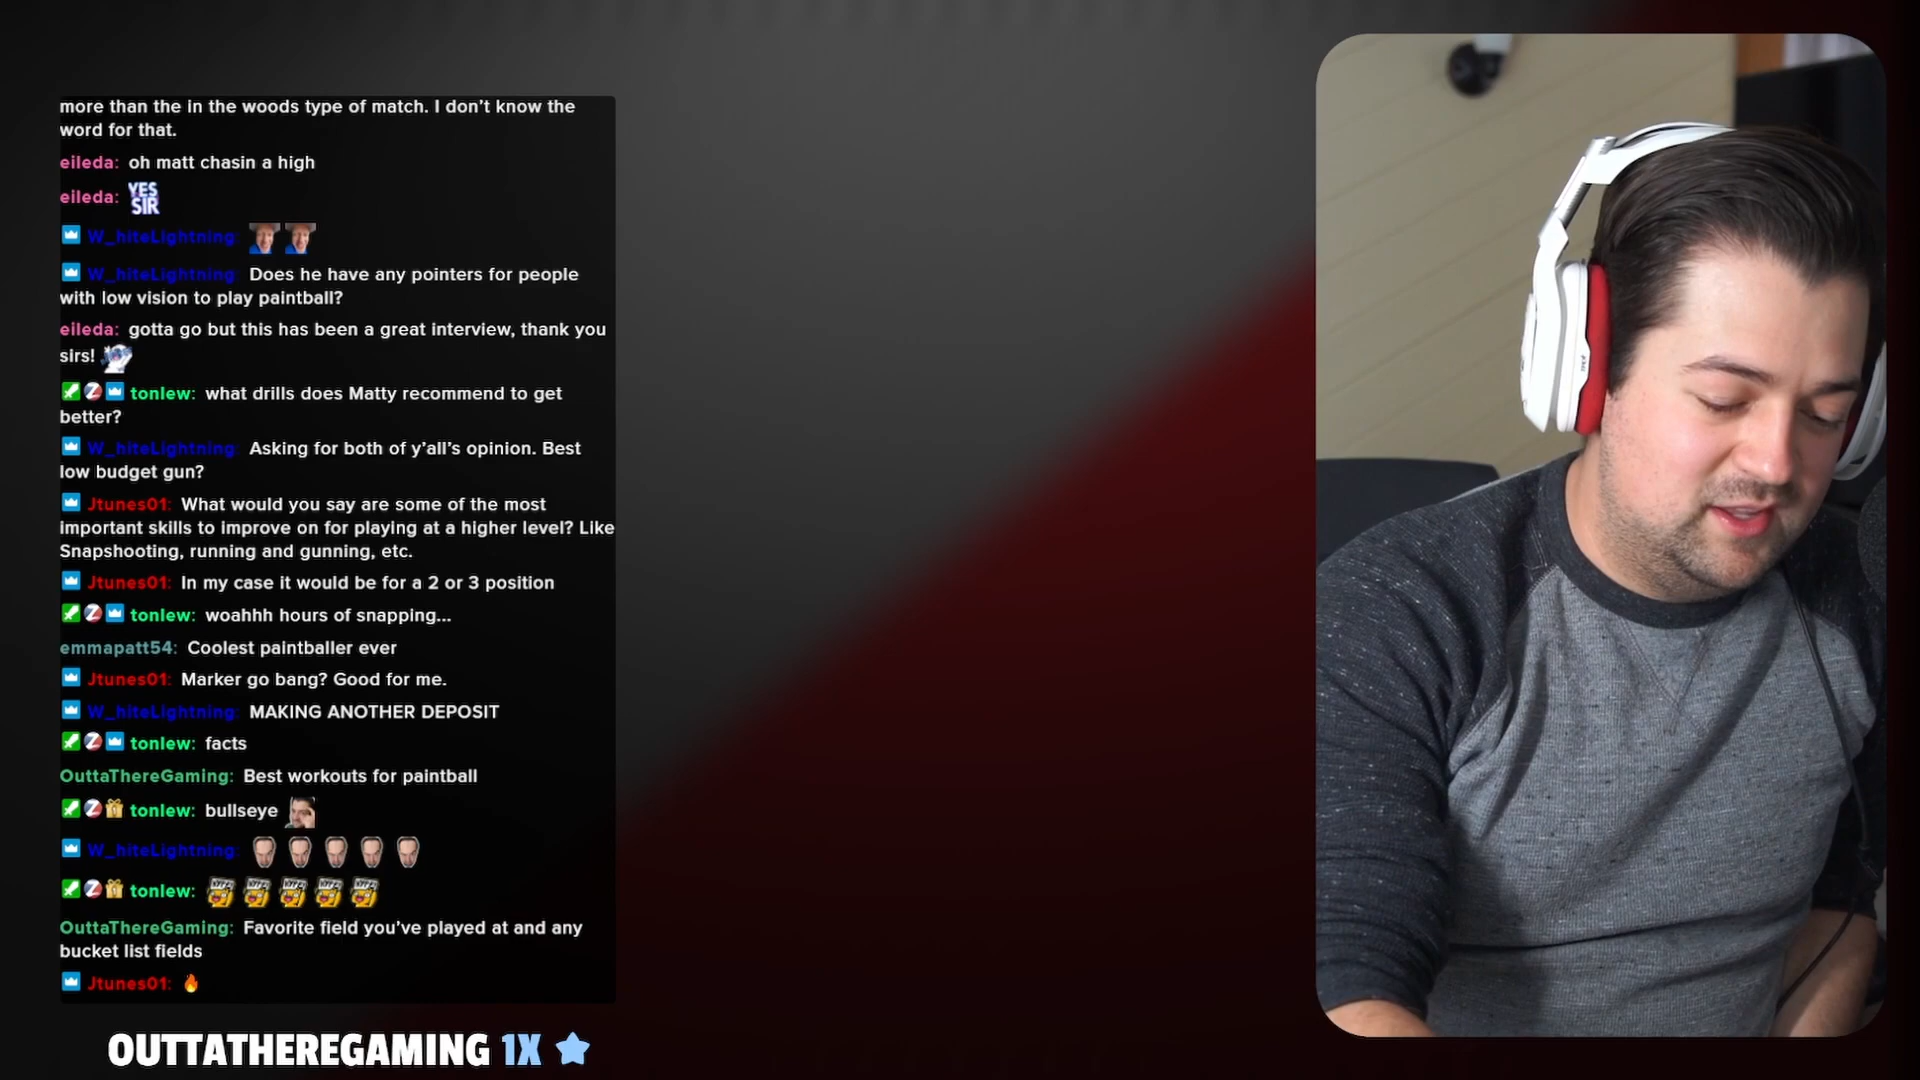 more than the in the woods type of match. I don't know the
word for that.
eileda: oh matt chasin a high
eileda: YES SIR
W_hiteLightning:
W_hiteLightning: Does he have any pointers for people
with low vision to play paintball?
eileda: gotta go but this has been a great interview, thank you
sirs!
tonlew: what drills does Matty recommend to get
better?
W_hiteLightning: Asking for both of y'all's opinion. Best
low budget gun?
Jtunes01: What would you say are some of the most
important skills to improve on for playing at a higher level? Like
Snapshooting, running and gunning, etc.
Jtunes01: In my case it would be for a 2 or 3 position
tonlew: woahhh hours of snapping...
emmapatt54: Coolest paintballer ever
Jtunes01: Marker go bang? Good for me.
W_hiteLightning: MAKING ANOTHER DEPOSIT
tonlew: facts
OuttaThereGaming: Best workouts for paintball
tonlew: bullseye
W_hiteLightning:
tonlew:
OuttaThereGaming: Favorite field you've played at and any
bucket list fields
Jtunes01: 🔥
OUTTATHEREGAMING 1X